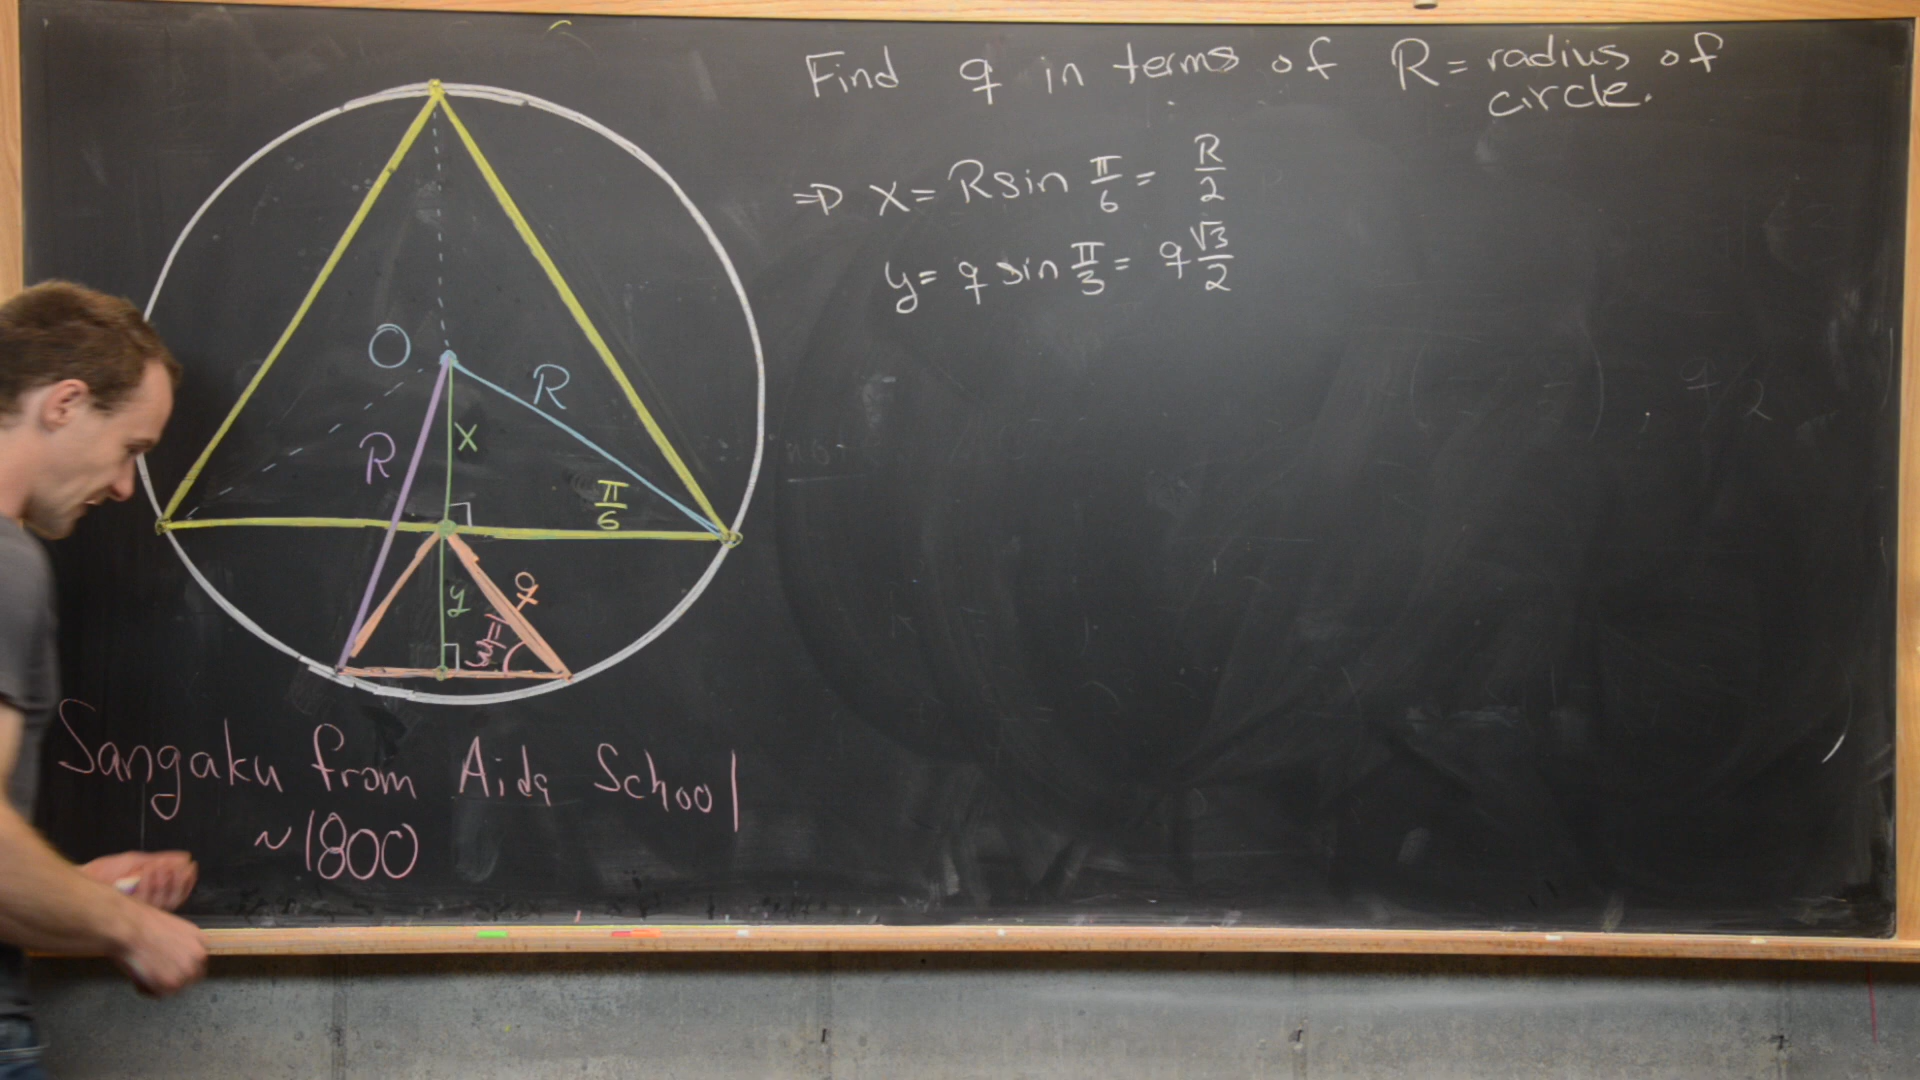 Find q in terms of R = radius of
circle.
⇒ x = R sin π/6 = R/2
y = q sin π/3 = q √3/2
O
R
R
x
π/6
q
y
π/3
Sangaku from Aida School
~1800